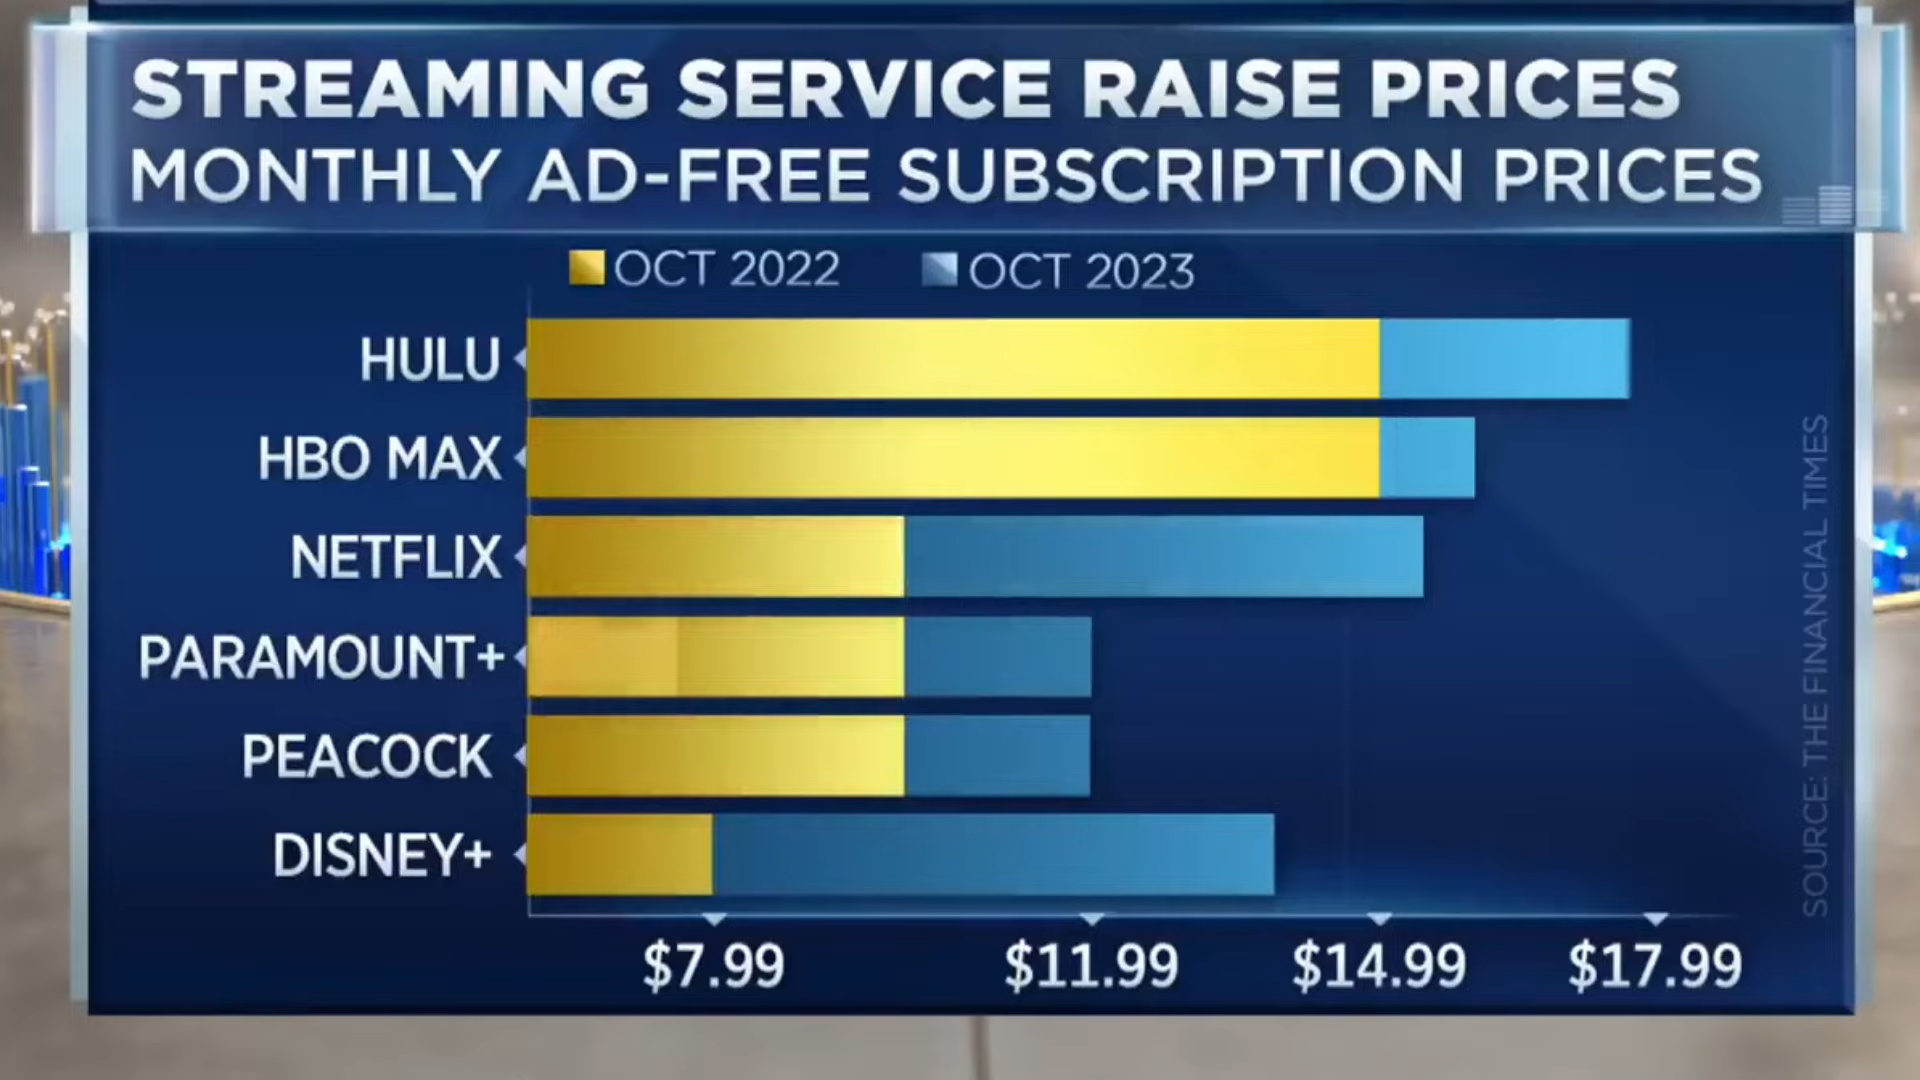 STREAMING SERVICE RAISE PRICES
MONTHLY AD-FREE SUBSCRIPTION PRICES
OCT 2022 OCT 2023
HULU
HBO MAX
NETFLIX
PARAMOUNT+
PEACOCK
DISNEY+
$7.99 $11.99 $14.99 $17.99
SOURCE: THE FINANCIAL TIMES